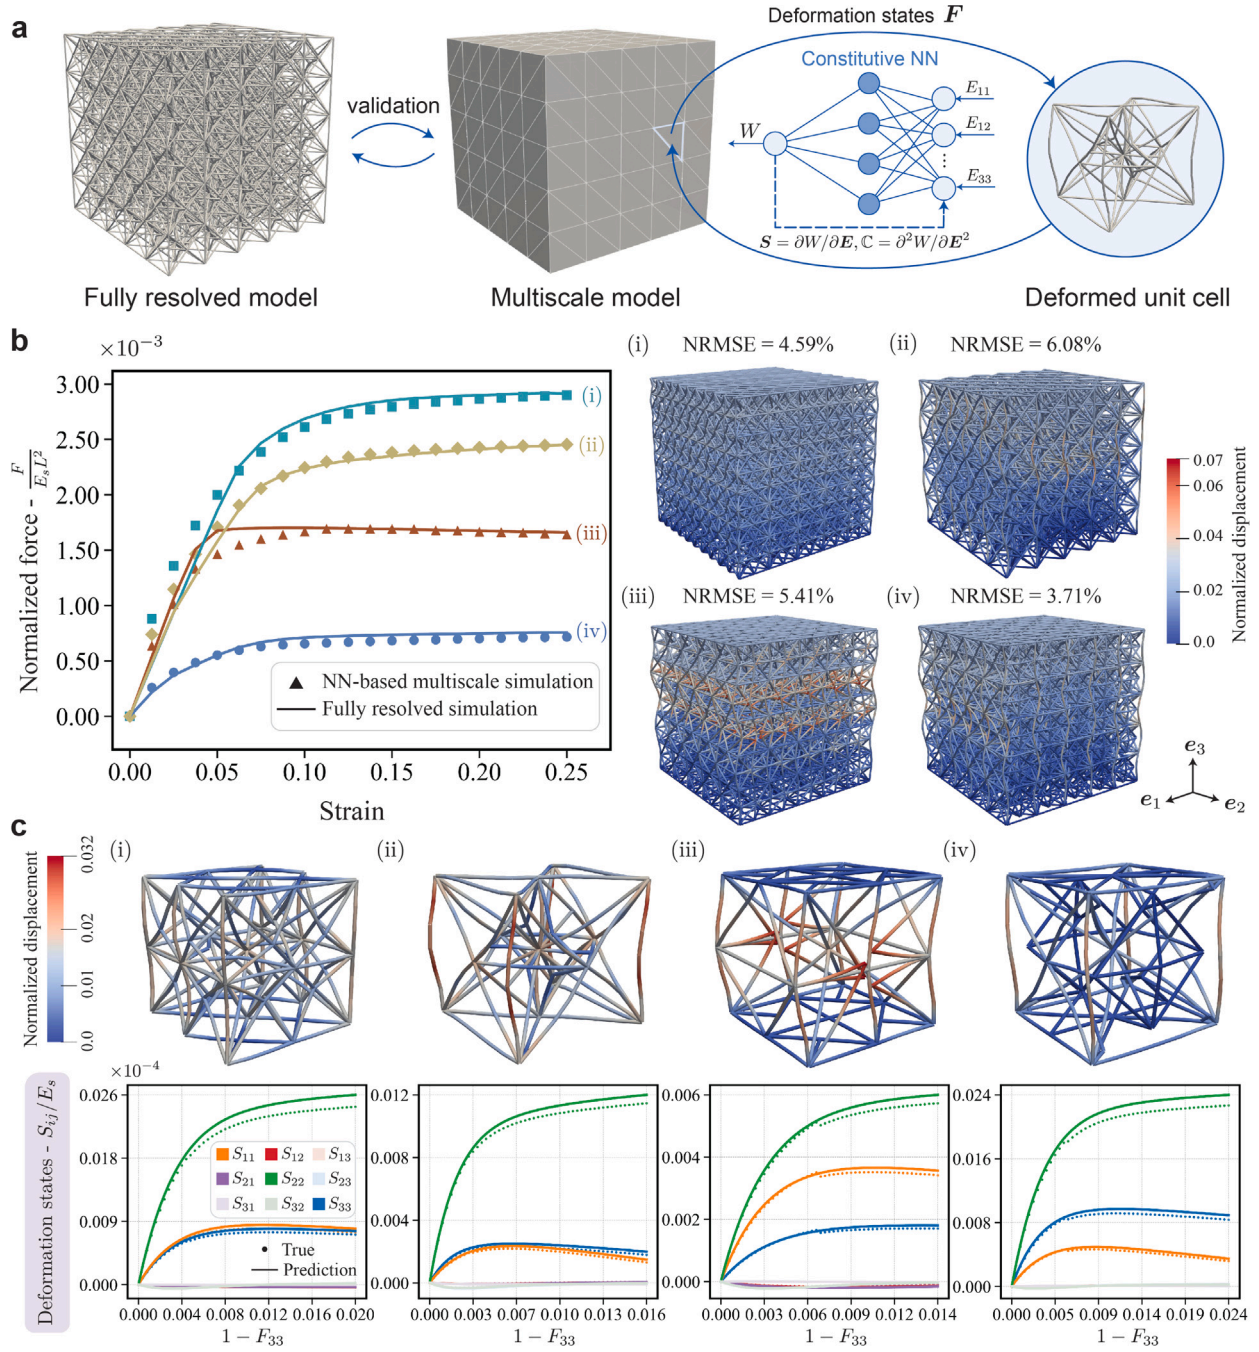 a
Deformation states F
Constitutive NN
validation
W
E₁₁
E₁₂
⋮
E₃₃
S = ∂W/∂E, ℂ = ∂²W/∂E²
Fully resolved model
Multiscale model
Deformed unit cell
b
×10⁻³
Normalized force - F/EₛL²
3.00
2.50
2.00
1.50
1.00
0.50
0.00
(i)
(ii)
(iii)
(iv)
NN-based multiscale simulation
Fully resolved simulation
0.00 0.05 0.10 0.15 0.20 0.25
Strain
(i) NRMSE = 4.59%
(ii) NRMSE = 6.08%
(iii) NRMSE = 5.41%
(iv) NRMSE = 3.71%
0.07
0.06
0.04
0.02
0.0
Normalized displacement
e₃
e₁
e₂
c
(i)
(ii)
(iii)
(iv)
Normalized displacement
0.032
0.02
0.01
0.0
Deformation states - Sᵢⱼ/Eₛ
×10⁻⁴
0.026
0.018
0.009
0.000
S₁₁ S₁₂ S₁₃
S₂₁ S₂₂ S₂₃
S₃₁ S₃₂ S₃₃
True
Prediction
0.000 0.004 0.008 0.012 0.016 0.020
1 − F₃₃
0.012
0.008
0.004
0.000
0.000 0.003 0.007 0.010 0.013 0.016
1 − F₃₃
0.006
0.004
0.002
0.000
0.000 0.003 0.006 0.009 0.011 0.014
1 − F₃₃
0.024
0.016
0.008
0.000
0.000 0.005 0.009 0.014 0.019 0.024
1 − F₃₃